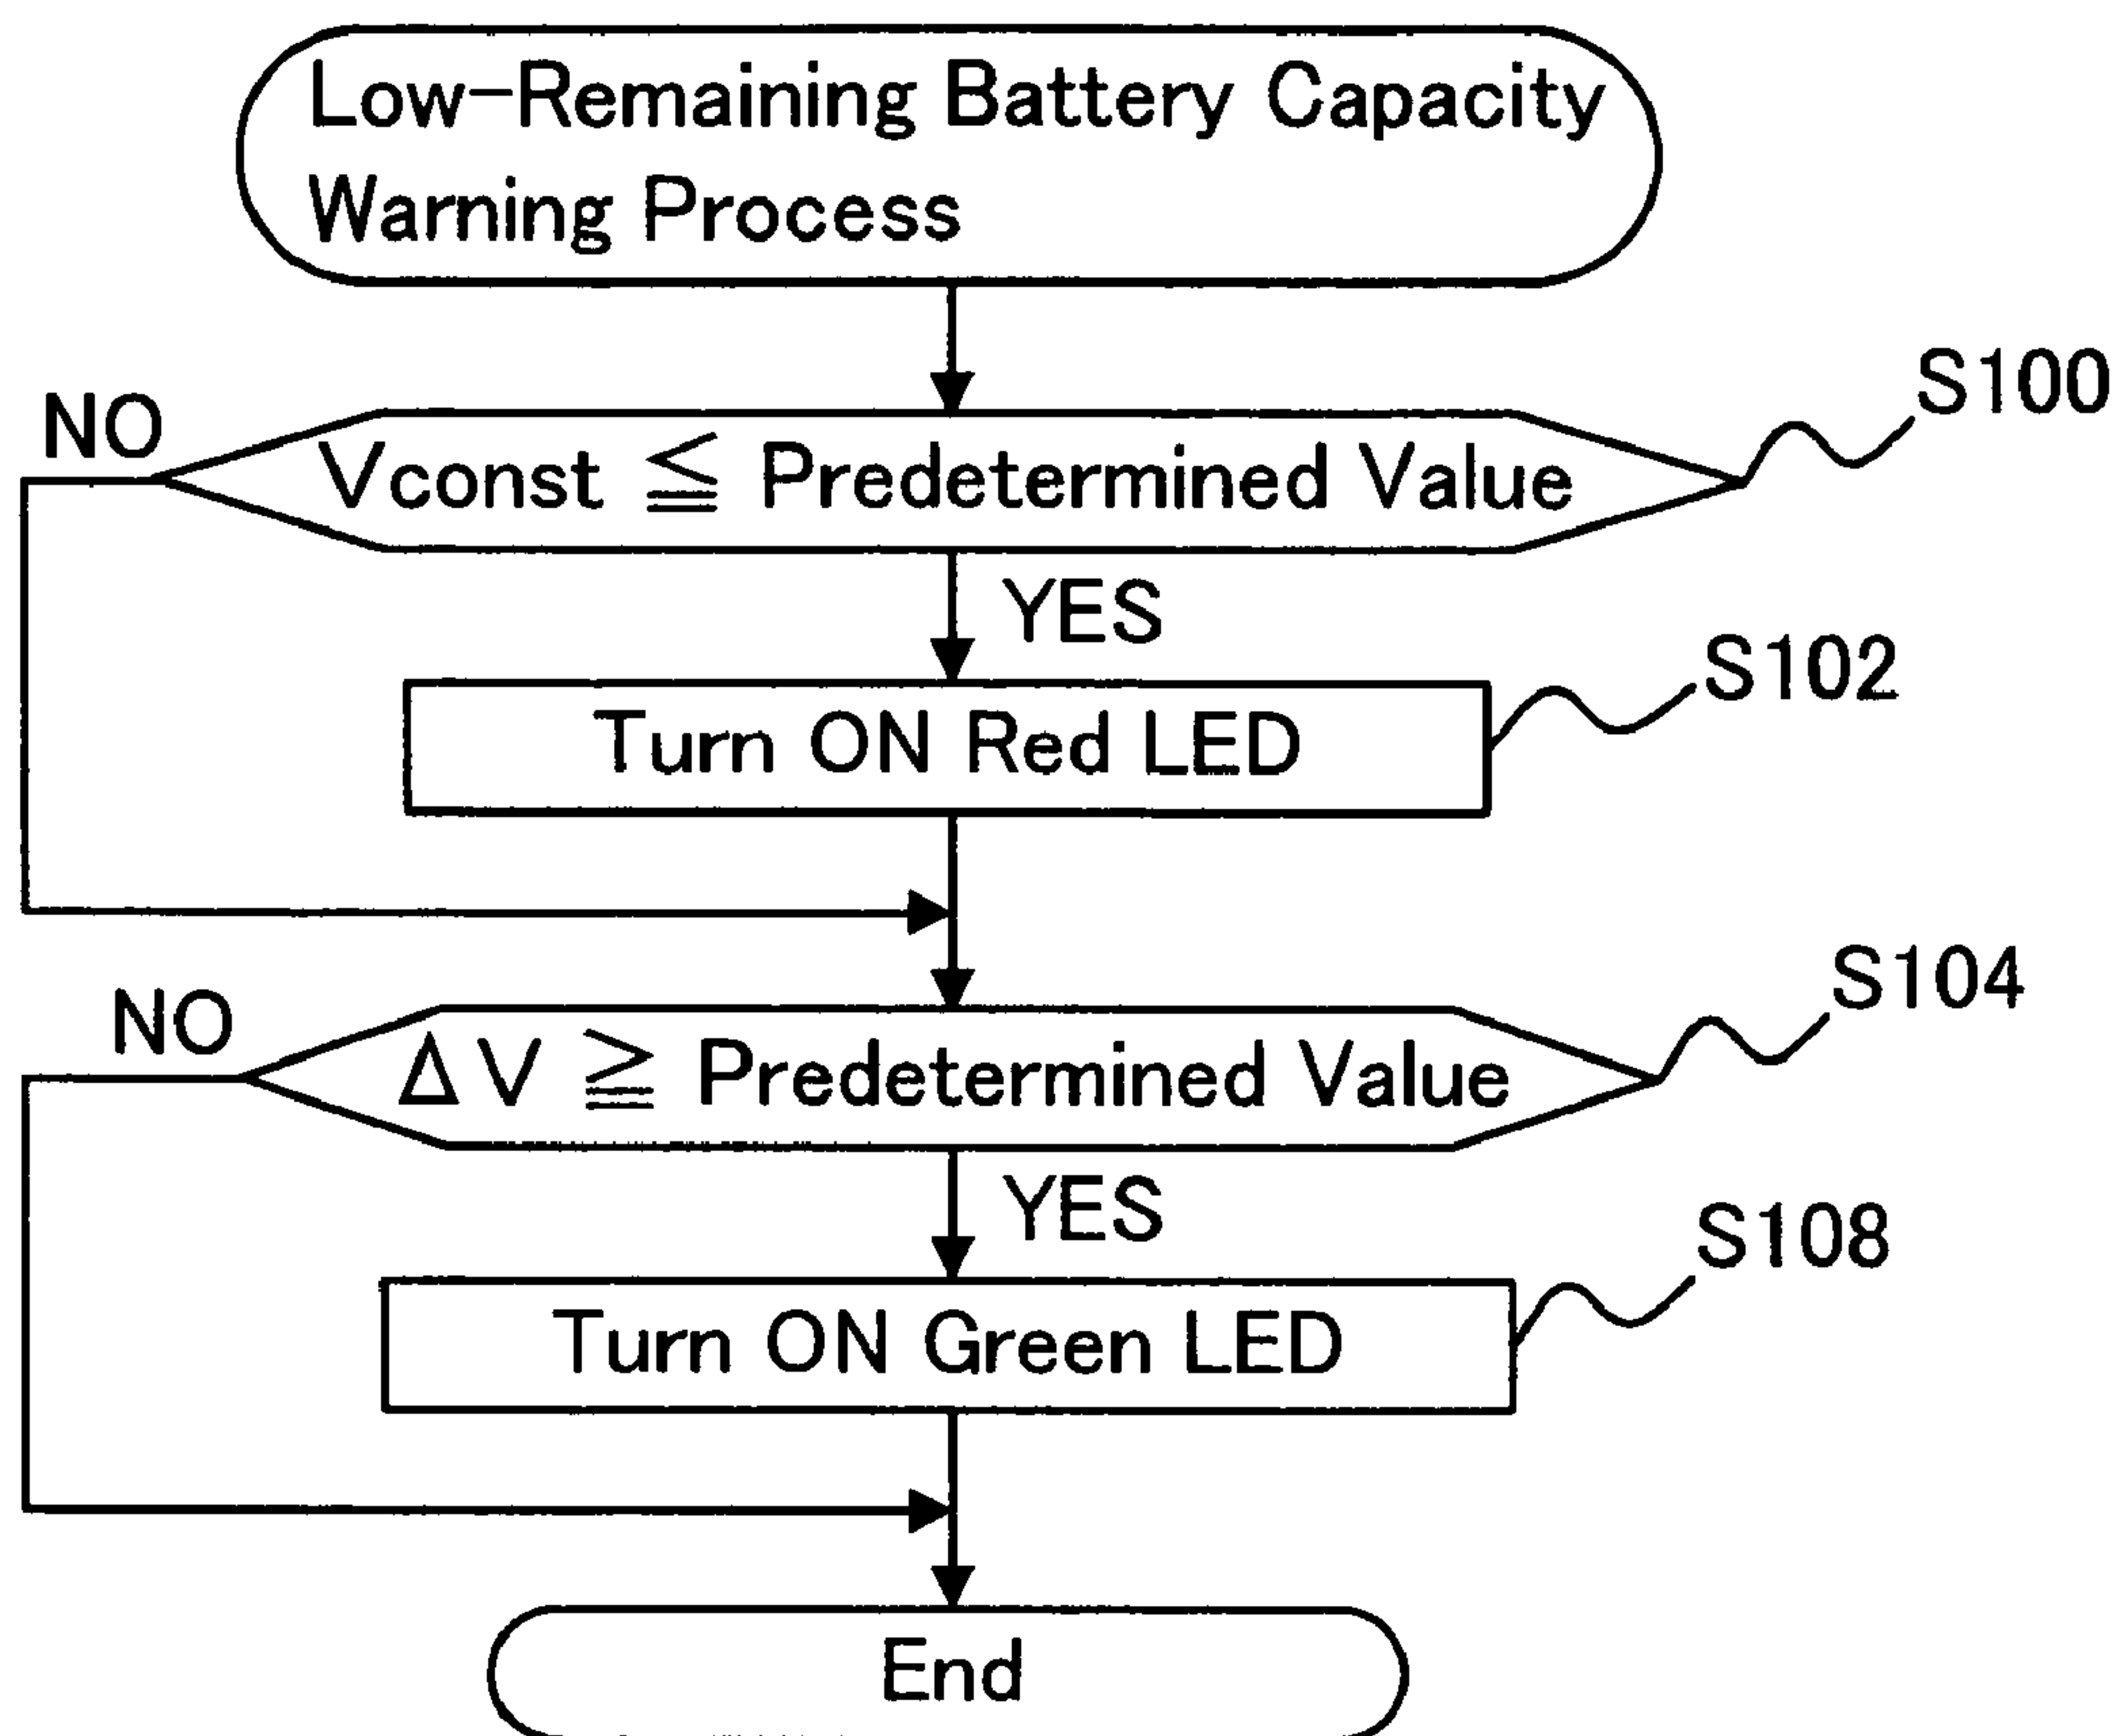 Low-Remaining Battery Capacity
Warning Process
S100
NO
Vconst ≦ Predetermined Value
YES
S102
Turn ON Red LED
S104
NO
Δ V ≧ Predetermined Value
YES
S108
Turn ON Green LED
End